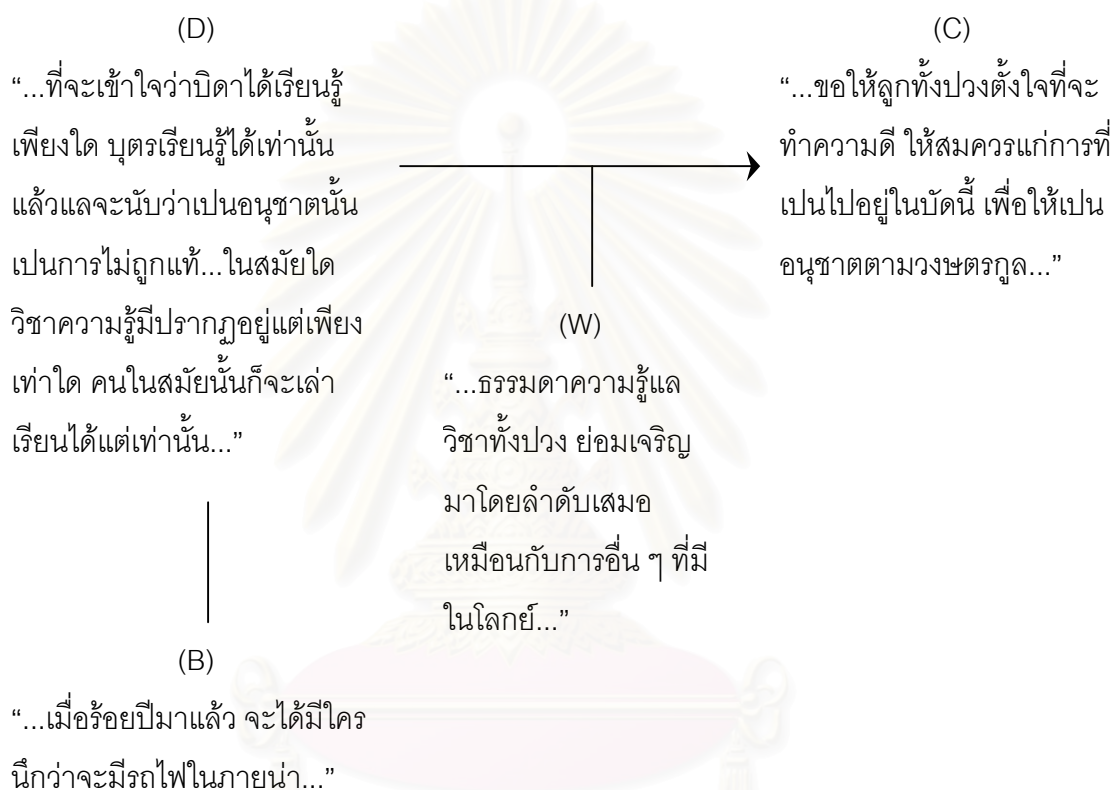 (D)
“...ที่จะเข้าใจว่าบิดาได้เรียนรู้
เพียงใด บุตรเรียนรู้ได้เท่านั้น
แล้วแลจะนับว่าเปนอนุชาตนั้น
เปนการไม่ถูกแท้...ในสมัยใด
วิชาความรู้มีปรากฏอยู่แต่เพียง
เท่าใด คนในสมัยนั้นก็จะเล่า
เรียนได้แต่เท่านั้น...”
(C)
“...ขอให้ลูกทั้งปวงตั้งใจที่จะ
ทำความดี ให้สมควรแก่การที่
เปนไปอยู่ในบัดนี้ เพื่อให้เปน
อนุชาตตามวงษตรกูล...”
(W)
“...ธรรมดาความรู้แล
วิชาทั้งปวง ย่อมเจริญ
มาโดยลำดับเสมอ
เหมือนกับการอื่น ๆ ที่มี
ในโลกย์...”
(B)
“...เมื่อร้อยปีมาแล้ว จะได้มีใคร
นึกว่าจะมีรถไฟในภายน่า...”